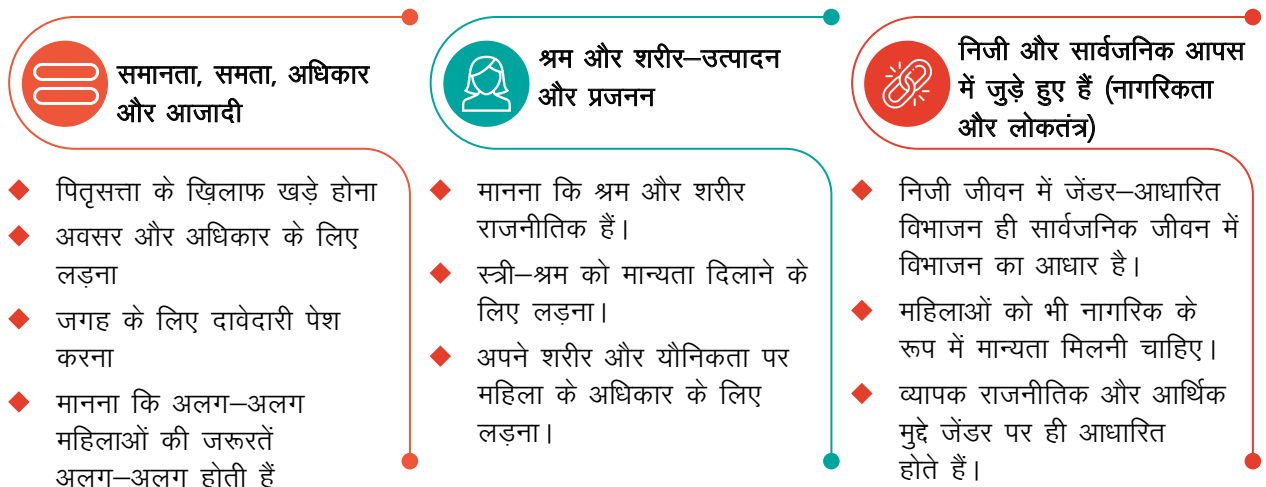 समानता, समता, अधिकार
और आजादी
पितृसत्ता के ख़िलाफ खड़े होना
अवसर और अधिकार के लिए
लड़ना
जगह के लिए दावेदारी पेश
करना
मानना कि अलग–अलग
महिलाओं की जरूरतें
अलग–अलग होती हैं
श्रम और शरीर–उत्पादन
और प्रजनन
मानना कि श्रम और शरीर
राजनीतिक हैं।
स्त्री–श्रम को मान्यता दिलाने के
लिए लड़ना।
अपने शरीर और यौनिकता पर
महिला के अधिकार के लिए
लड़ना।
निजी और सार्वजनिक आपस
में जुड़े हुए हैं (नागरिकता
और लोकतंत्र)
निजी जीवन में जेंडर–आधारित
विभाजन ही सार्वजनिक जीवन में
विभाजन का आधार है।
महिलाओं को भी नागरिक के
रूप में मान्यता मिलनी चाहिए।
व्यापक राजनीतिक और आर्थिक
मुद्दे जेंडर पर ही आधारित
होते हैं।